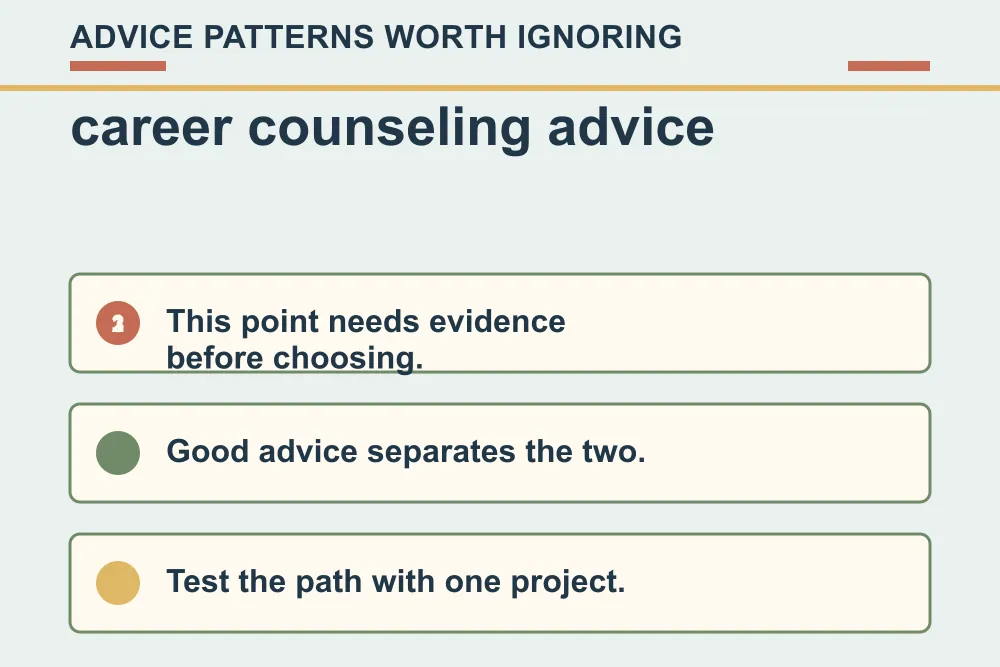 ADVICE PATTERNS WORTH IGNORING
career counseling advice
This point needs evidence
before choosing.
Good advice separates the two.
Test the path with one project.